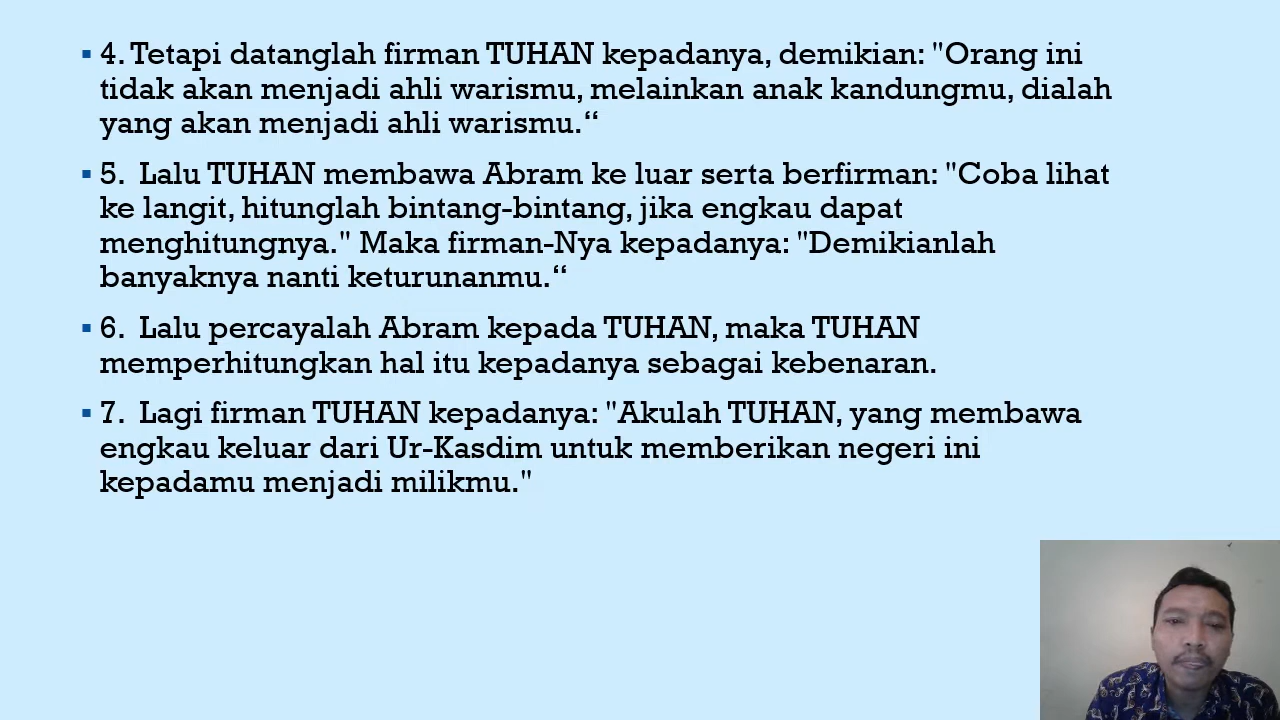 4. Tetapi datanglah firman TUHAN kepadanya, demikian: "Orang ini
tidak akan menjadi ahli warismu, melainkan anak kandungmu, dialah
yang akan menjadi ahli warismu.“
5.  Lalu TUHAN membawa Abram ke luar serta berfirman: "Coba lihat
ke langit, hitunglah bintang-bintang, jika engkau dapat
menghitungnya." Maka firman-Nya kepadanya: "Demikianlah
banyaknya nanti keturunanmu.“
6.  Lalu percayalah Abram kepada TUHAN, maka TUHAN
memperhitungkan hal itu kepadanya sebagai kebenaran.
7.  Lagi firman TUHAN kepadanya: "Akulah TUHAN, yang membawa
engkau keluar dari Ur-Kasdim untuk memberikan negeri ini
kepadamu menjadi milikmu."